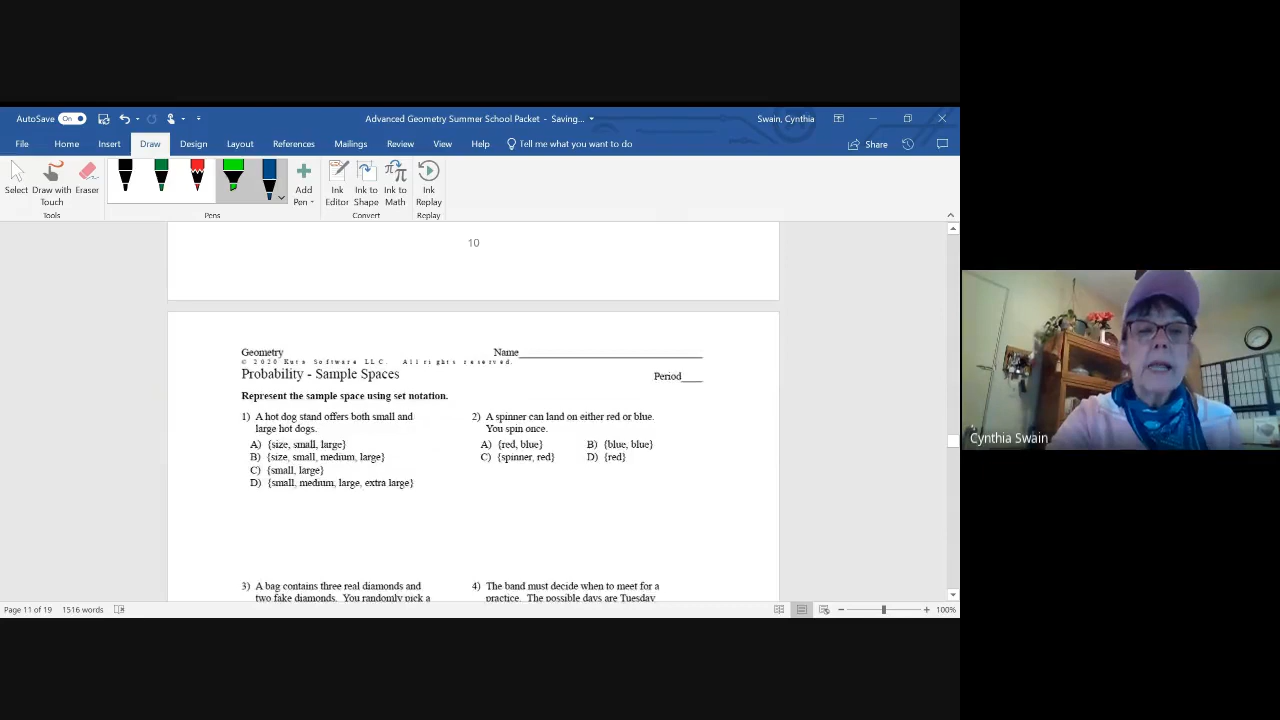 AutoSave On Advanced Geometry Summer School Packet - Saving... Swain, Cynthia
File Home Insert Draw Design Layout References Mailings Review View Help Tell me what you want to do Share
Select Draw with Touch Eraser Add Pen Ink Editor Ink to Shape Ink to Math Ink Replay
Tools Pens Convert Replay
10
Geometry Name
© 2020 Kuta Software LLC. All rights reserved.
Probability - Sample Spaces Period
Represent the sample space using set notation.
1) A hot dog stand offers both small and
large hot dogs.
A) {size, small, large}
B) {size, small, medium, large}
C) {small, large}
D) {small, medium, large, extra large}
2) A spinner can land on either red or blue.
You spin once.
A) {red, blue} B) {blue, blue}
C) {spinner, red} D) {red}
3) A bag contains three real diamonds and
two fake diamonds. You randomly pick a
4) The band must decide when to meet for a
practice. The possible days are Tuesday
Page 11 of 19 1516 words 100%
Cynthia Swain